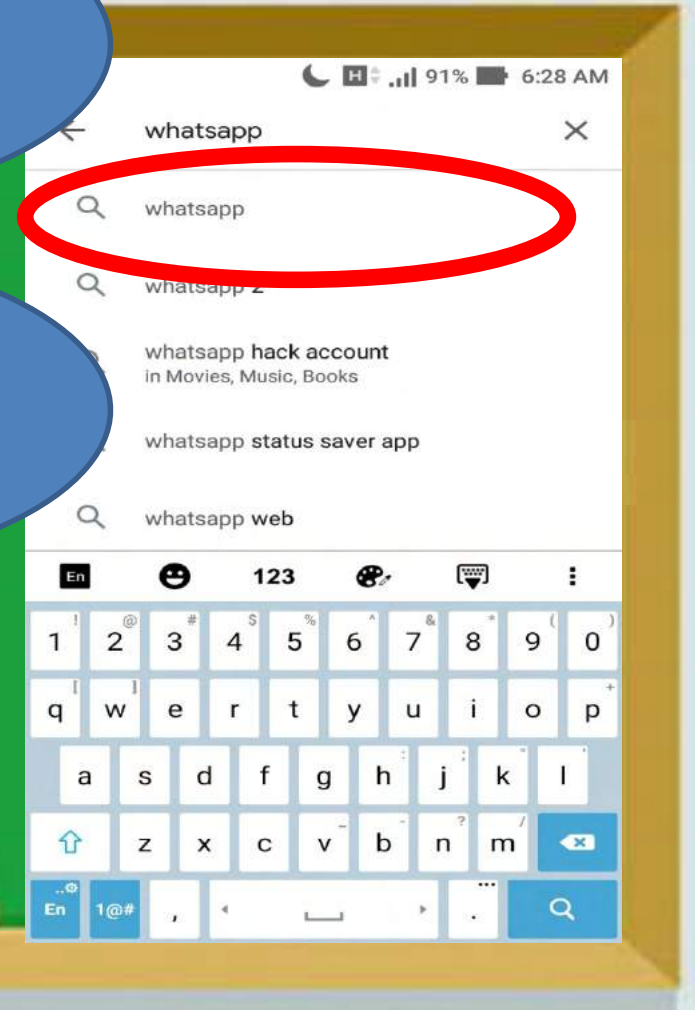 H 91% 6:28 AM
whatsapp
whatsapp
whatsapp z
whatsapp hack account
in Movies, Music, Books
whatsapp status saver app
whatsapp web
En 123
! @ # $ % ^ & * ( )
1 2 3 4 5 6 7 8 9 0
[ ] +
q w e r t y u i o p
: ; " '
a s d f g h j k l
_ - ? /
z x c v b n m
En 1@# , .